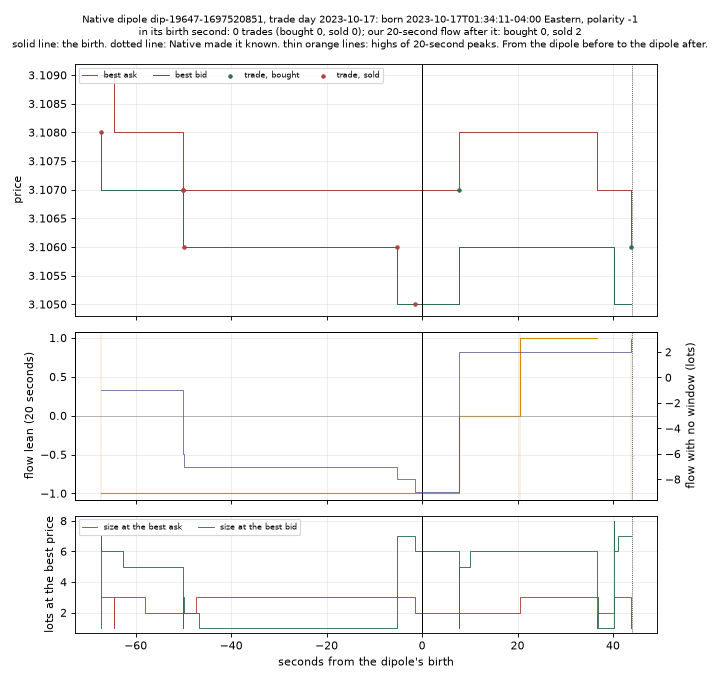 Native dipole dip-19647-1697520851, trade day 2023-10-17: born 2023-10-17T01:34:11-04:00 Eastern, polarity -1
in its birth second: 0 trades (bought 0, sold 0); our 20-second flow after it: bought 0, sold 2
solid line: the birth. dotted line: Native made it known. thin orange lines: highs of 20-second peaks. From the dipole before to the dipole after.
best ask best bid trade, bought trade, sold
3.1090
3.1085
3.1080
3.1075
3.1070
3.1065
3.1060
3.1055
3.1050
price
1.0
0.5
0.0
−0.5
−1.0
flow lean (20 seconds)
2
0
−2
−4
−6
−8
flow with no window (lots)
size at the best ask size at the best bid
8
6
4
2
lots at the best price
−60 −40 −20 0 20 40
seconds from the dipole's birth